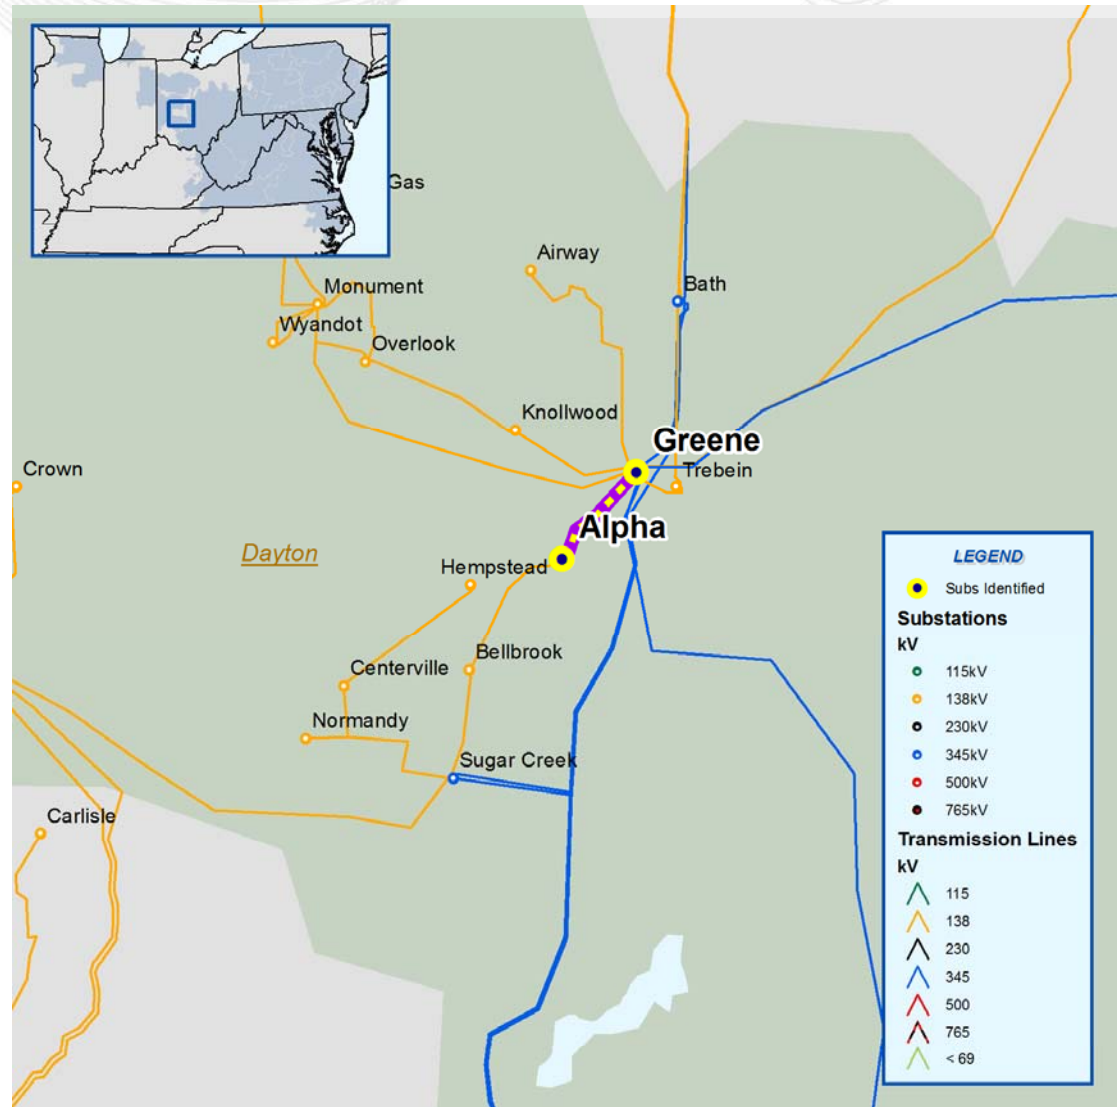 Gas
Airway
Bath
Monument
Wyandot
Overlook
Knollwood
Greene
Trebein
Crown
Alpha
Dayton
Hempstead
Bellbrook
Centerville
Normandy
Sugar Creek
Carlisle
LEGEND
Subs Identified
Substations
kV
115kV
138kV
230kV
345kV
500kV
765kV
Transmission Lines
kV
115
138
230
345
500
765
< 69